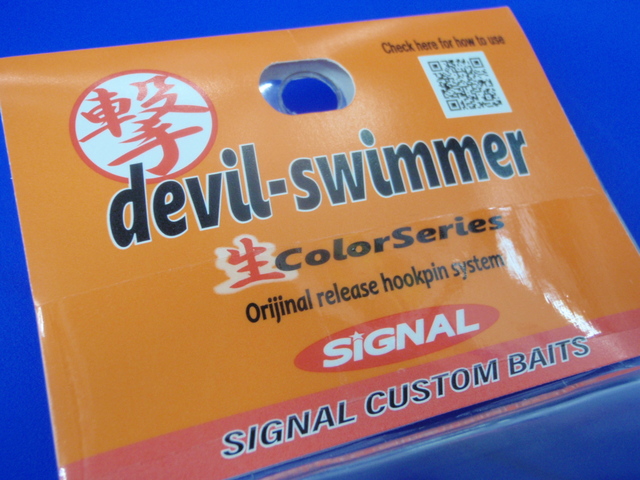 Check here for how to use
撃
devil-swimmer
生ColorSeries
Orijinal release hookpin system
SiGNAL
SIGNAL CUSTOM BAITS